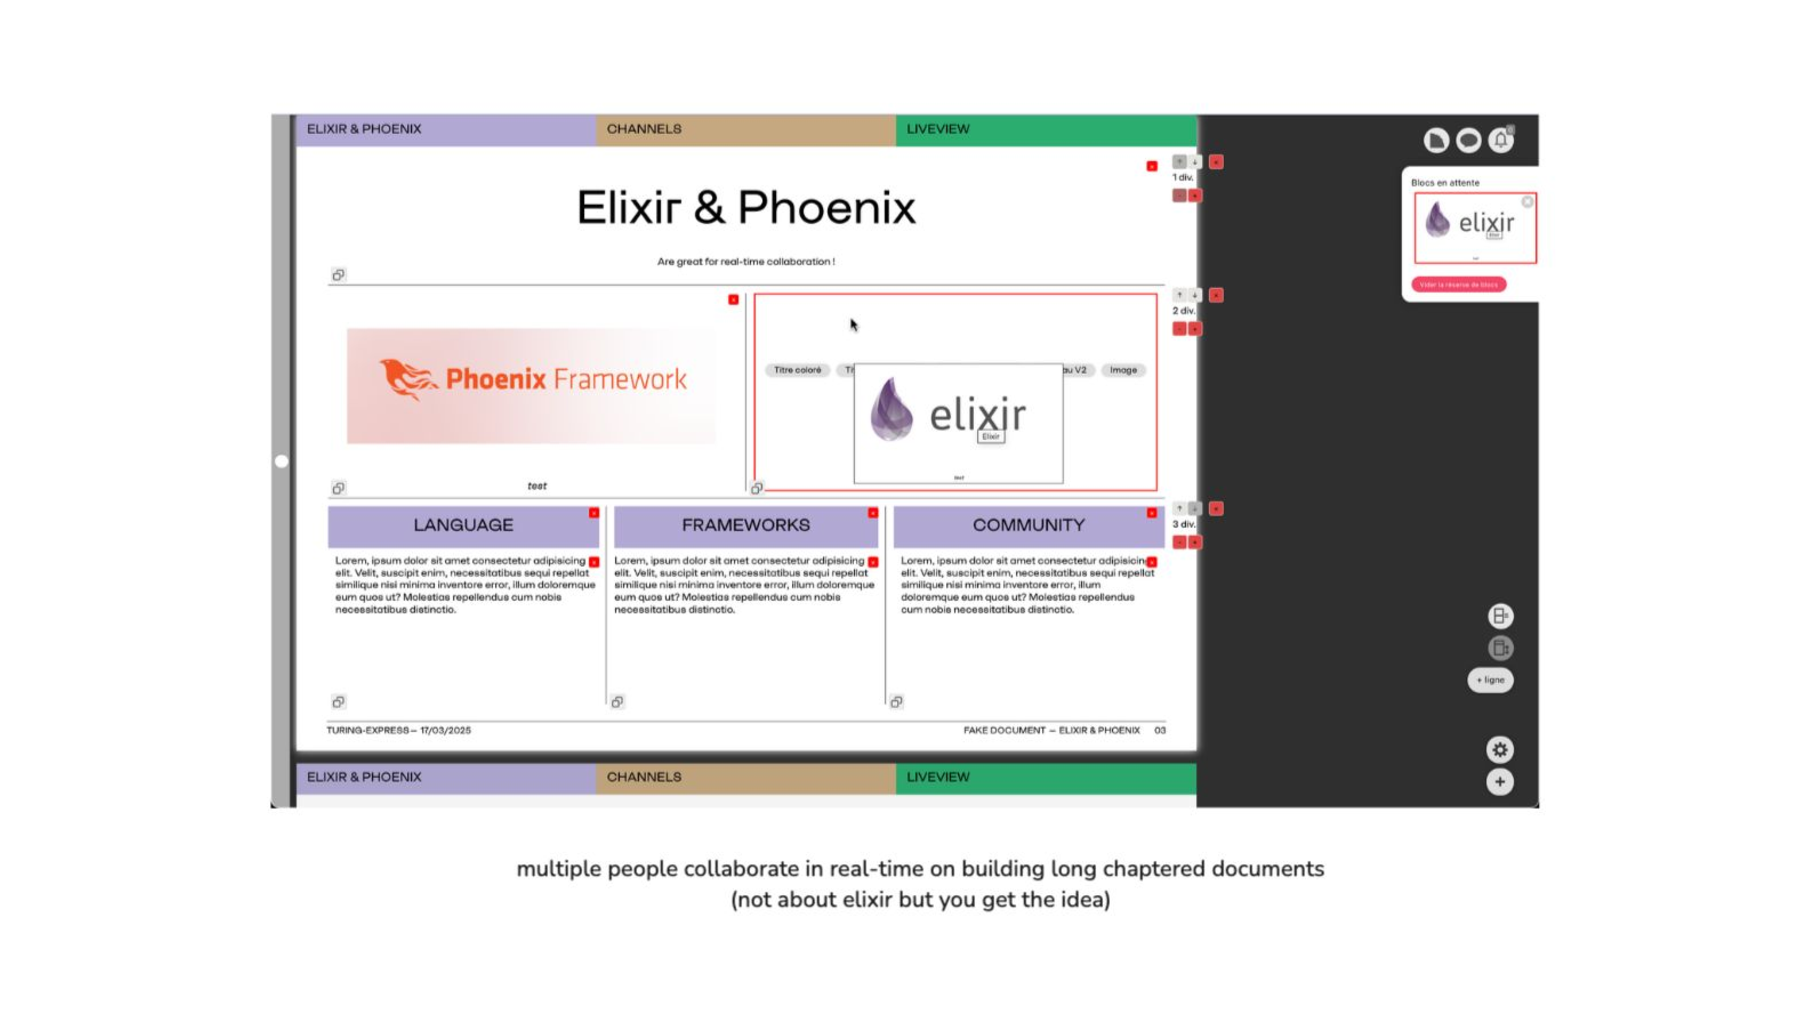 ELIXIR & PHOENIX
CHANNELS
LIVEVIEW
Elixir & Phoenix
Are great for real-time collaboration !
1 div.
Blocs en attente
elixir
Elixir
Vider la réserve de blocs
2 div.
Phoenix Framework
test
Titre coloré
au V2
Image
elixir
Elixir
test
3 div.
LANGUAGE
Lorem, ipsum dolor sit amet consectetur adipisicing
elit. Velit, suscipit enim, necessitatibus sequi repellat
similique nisi minima inventore error, illum doloremque
eum quos ut? Molestias repellendus cum nobis
necessitatibus distinctio.
FRAMEWORKS
Lorem, ipsum dolor sit amet consectetur adipisicing
elit. Velit, suscipit enim, necessitatibus sequi repellat
similique nisi minima inventore error, illum doloremque
eum quos ut? Molestias repellendus cum nobis
necessitatibus distinctio.
COMMUNITY
Lorem, ipsum dolor sit amet consectetur adipisicing
elit. Velit, suscipit enim, necessitatibus sequi repellat
similique nisi minima inventore error, illum
doloremque eum quos ut? Molestias repellendus
cum nobis necessitatibus distinctio.
+ ligne
TURING-EXPRESS — 17/03/2025
FAKE DOCUMENT — ELIXIR & PHOENIX 03
ELIXIR & PHOENIX
CHANNELS
LIVEVIEW
multiple people collaborate in real-time on building long chaptered documents
(not about elixir but you get the idea)